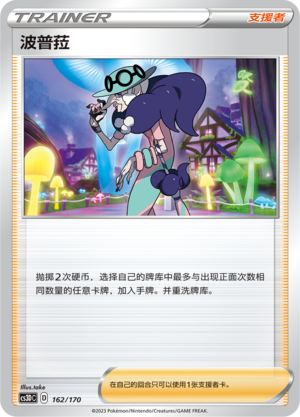 TRAINER 支援者
波普菈
抛掷2次硬币，选择自己的牌库中最多与出现正面次数相
同数量的任意卡牌，加入手牌。并重洗牌库。
Illus.take
CS3D C D 162/170
在自己的回合只可以使用1张支援者卡。
©2023 Pokémon/Nintendo/Creatures/GAME FREAK.